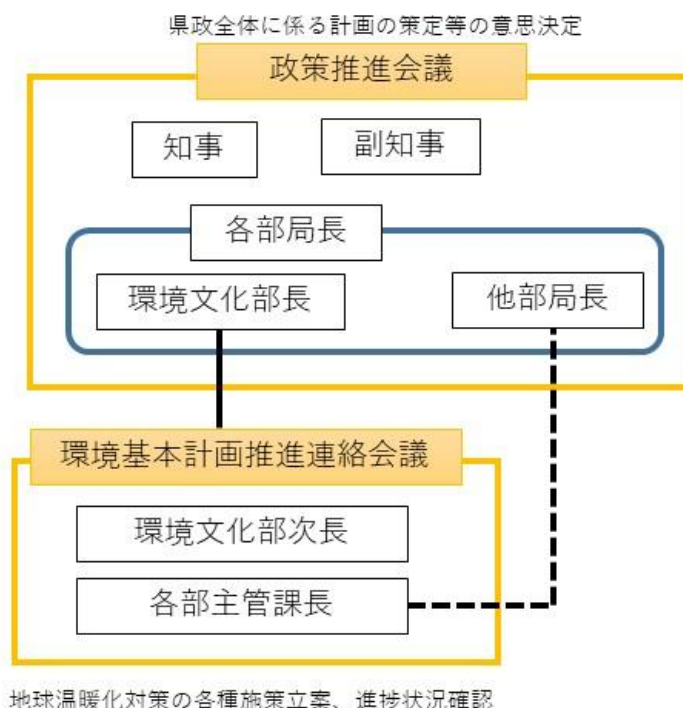 県政全体に係る計画の策定等の意思決定
政策推進会議
知事
副知事
各部局長
環境文化部長
他部局長
環境基本計画推進連絡会議
環境文化部次長
各部主管課長
地球温暖化対策の各種施策立案、進捗状況確認